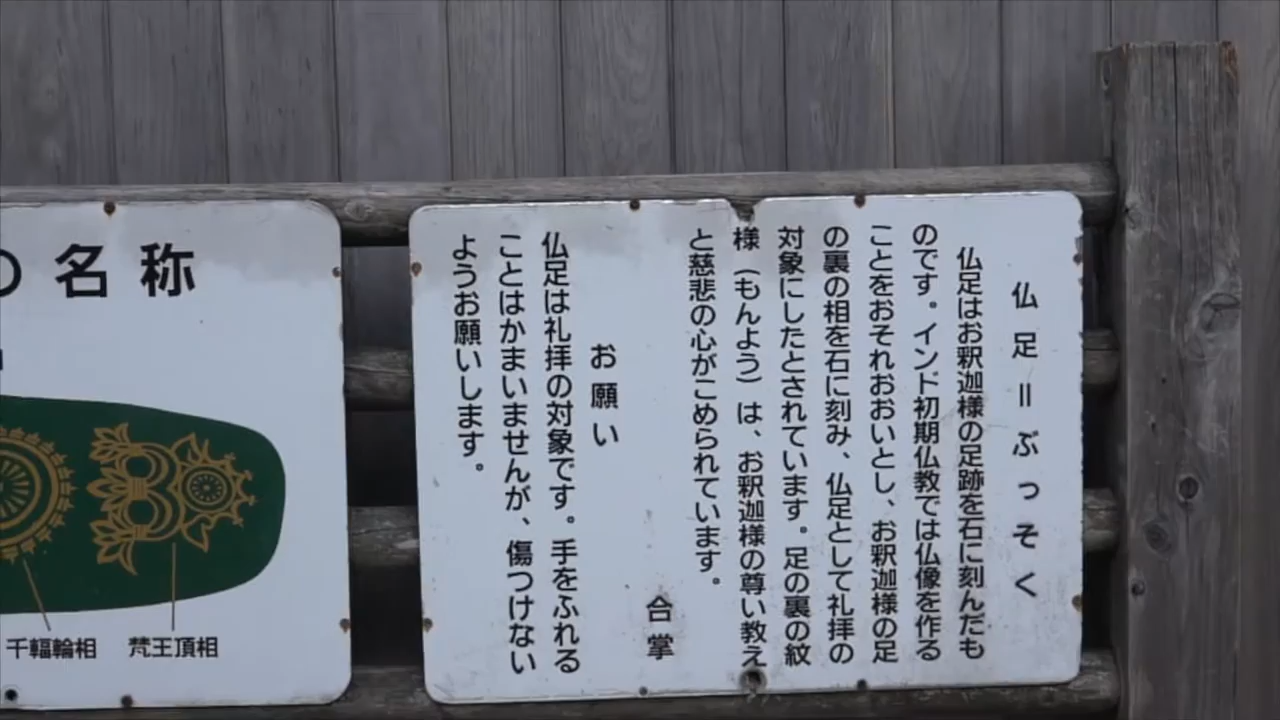 仏足＝ぶっそく
仏足はお釈迦様の足跡を石に刻んだも
のです。インド初期仏教では仏像を作る
ことをおそれおおいとし、お釈迦様の足
の裏の相を石に刻み、仏足として礼拝の
対象にしたとされています。足の裏の紋
様（もんよう）は、お釈迦様の尊い教え
と慈悲の心がこめられています。
合掌
お願い
仏足は礼拝の対象です。手をふれる
ことはかまいませんが、傷つけない
ようお願いします。
の名称
千輻輪相
梵王頂相